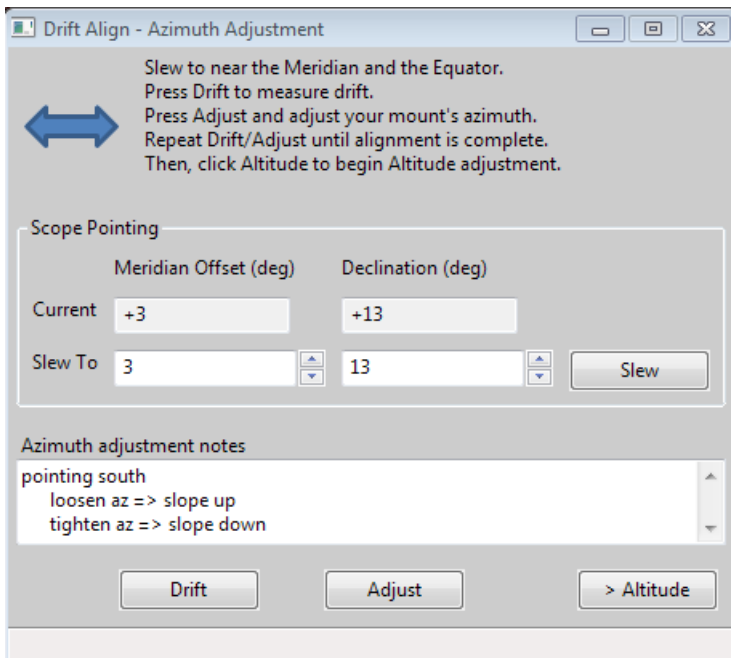 Drift Align - Azimuth Adjustment
Slew to near the Meridian and the Equator.
Press Drift to measure drift.
Press Adjust and adjust your mount's azimuth.
Repeat Drift/Adjust until alignment is complete.
Then, click Altitude to begin Altitude adjustment.
Scope Pointing
Meridian Offset (deg) Declination (deg)
Current +3 +13
Slew To 3 13 Slew
Azimuth adjustment notes
pointing south
loosen az => slope up
tighten az => slope down
Drift Adjust > Altitude